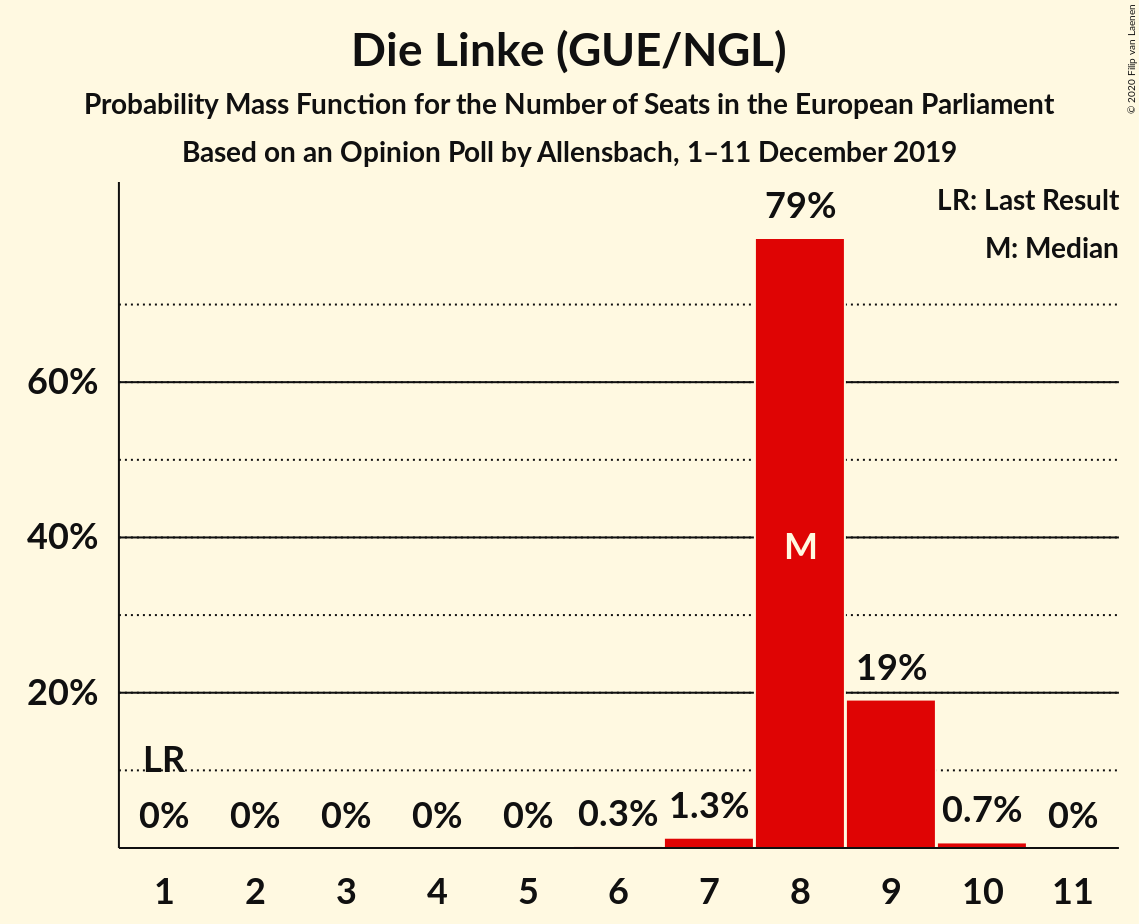 Die Linke (GUE/NGL)
Probability Mass Function for the Number of Seats in the European Parliament
Based on an Opinion Poll by Allensbach, 1–11 December 2019
© 2020 Filip van Laenen
LR: Last Result
M: Median
79%
60%
40%
M
19%
20%
LR
0% 0% 0% 0% 0% 0.3% 1.3% 0.7% 0%
1 2 3 4 5 6 7 8 9 10 11